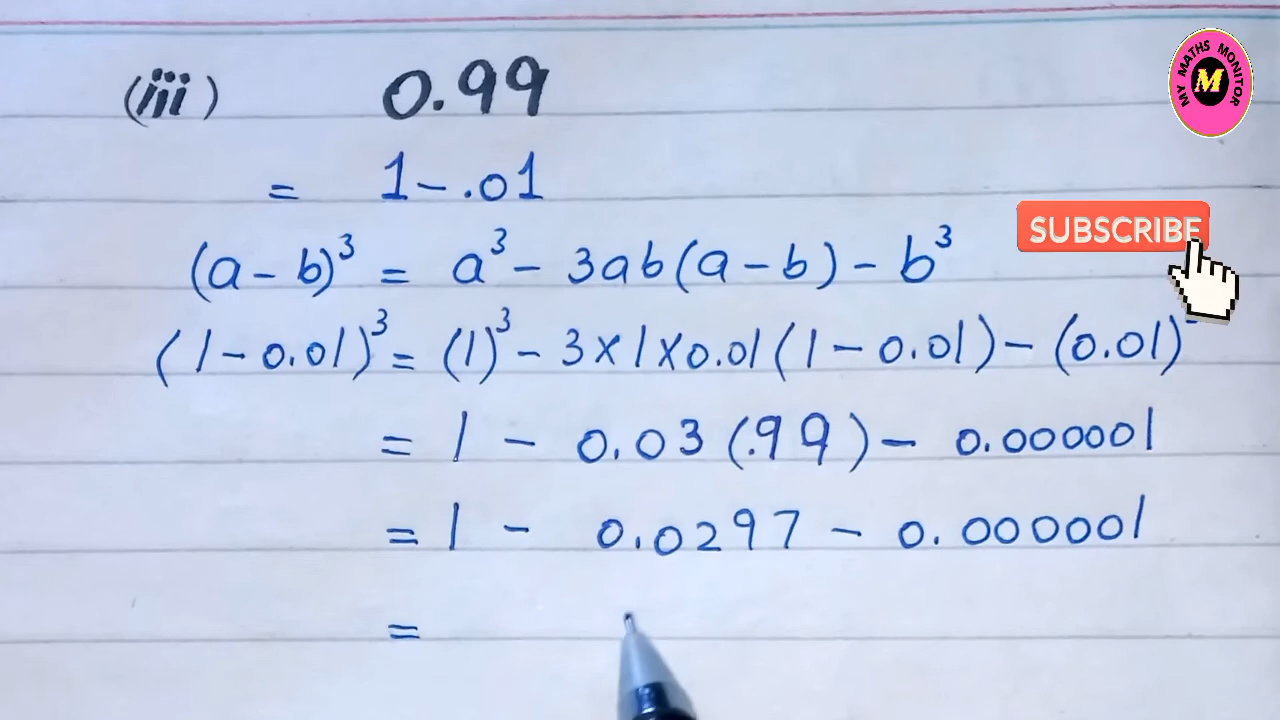 (iii) 0.99
= 1 - .01
(a - b)³ = a³ - 3ab(a - b) - b³
(1 - 0.01)³ = (1)³ - 3 × 1 × 0.01 (1 - 0.01) - (0.01)
= 1 - 0.03 (.99) - 0.000001
= 1 - 0.0297 - 0.000001
=
MY MATHS MONITOR
M
SUBSCRIBE